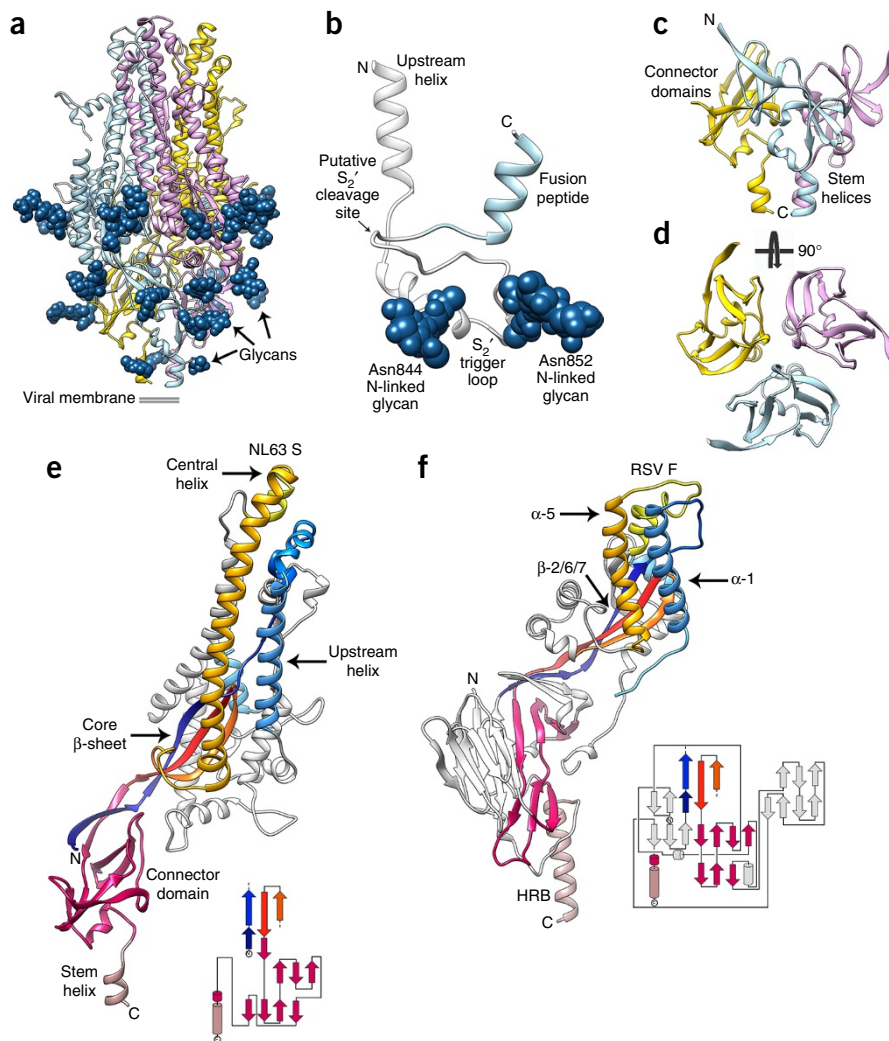 a
Glycans
Viral membrane
b
N
Upstream
helix
C
Putative
S2′
cleavage
site
Fusion
peptide
Asn844
N-linked
glycan
S2′
trigger
loop
Asn852
N-linked
glycan
c
N
Connector
domains
Stem
helices
C
d
90°
e
NL63 S
Central
helix
Upstream
helix
Core
β-sheet
N
Connector
domain
Stem
helix
C
f
RSV F
α-5
β-2/6/7
α-1
N
HRB
C